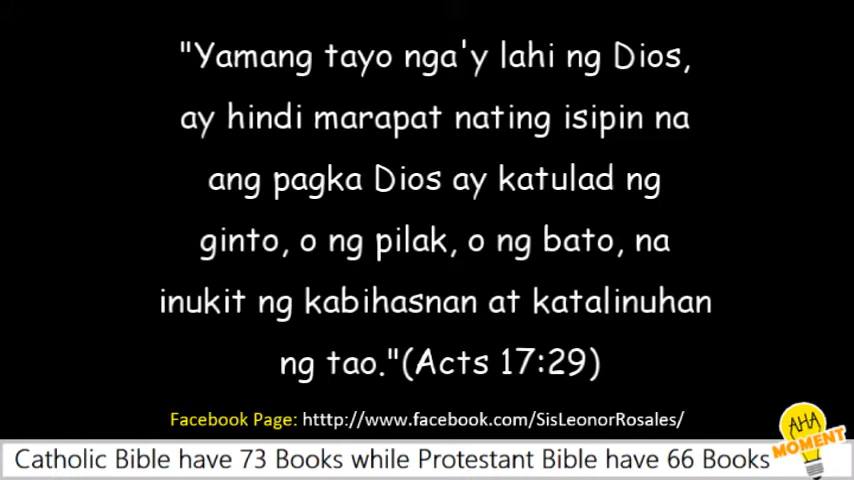 "Yamang tayo nga'y lahi ng Dios,
ay hindi marapat nating isipin na
ang pagka Dios ay katulad ng
ginto, o ng pilak, o ng bato, na
inukit ng kabihasnan at katalinuhan
ng tao."(Acts 17:29)
Facebook Page: htttp://www.facebook.com/SisLeonorRosales/
AHA
MOMENT
Catholic Bible have 73 Books while Protestant Bible have 66 Books